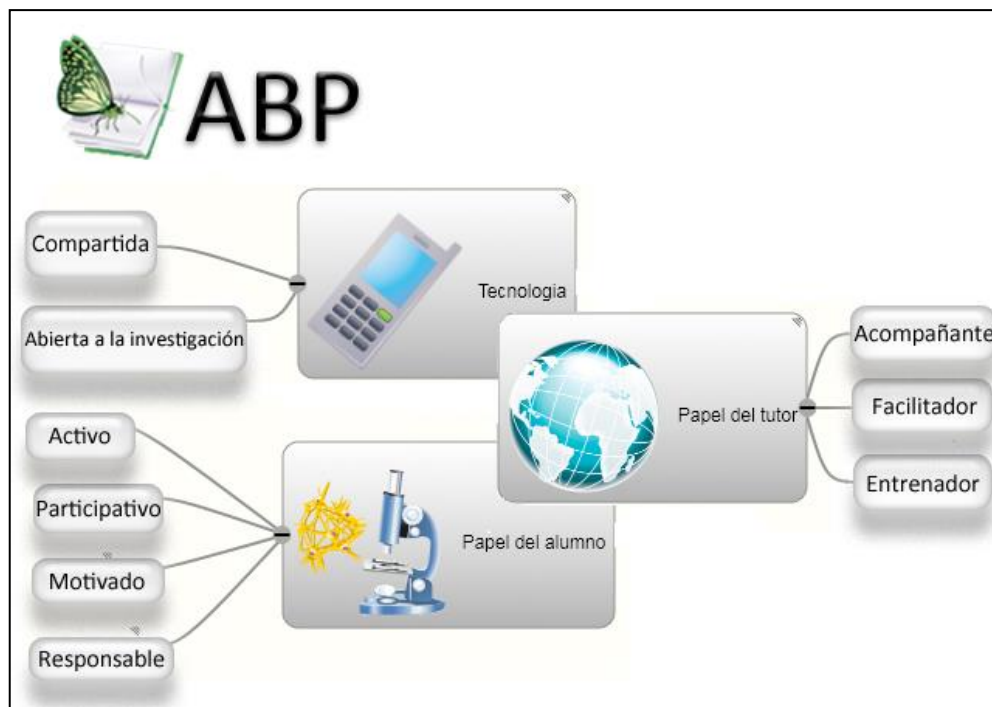 ABP
Compartida
Abierta a la investigación
Tecnologia
Papel del tutor
Acompañante
Facilitador
Entrenador
Papel del alumno
Activo
Participativo
Motivado
Responsable